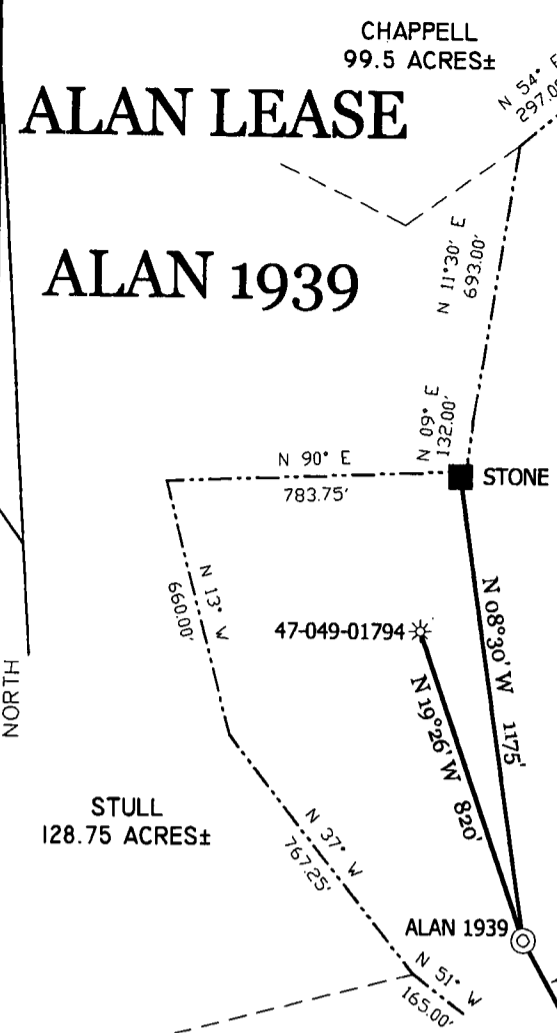 CHAPPELL
99.5 ACRES±
N 54° E
ALAN LEASE
N 11°30' E
693.00'
ALAN 1939
N 09° E
132.00'
N 90° E
783.75'
STONE
N 13° W
660.00'
47-049-01794
N 08°30' W 1175'
N 19°26' W 820'
NORTH
STULL
128.75 ACRES±
N 37° W
767.25'
ALAN 1939
N 51° W
165.00'